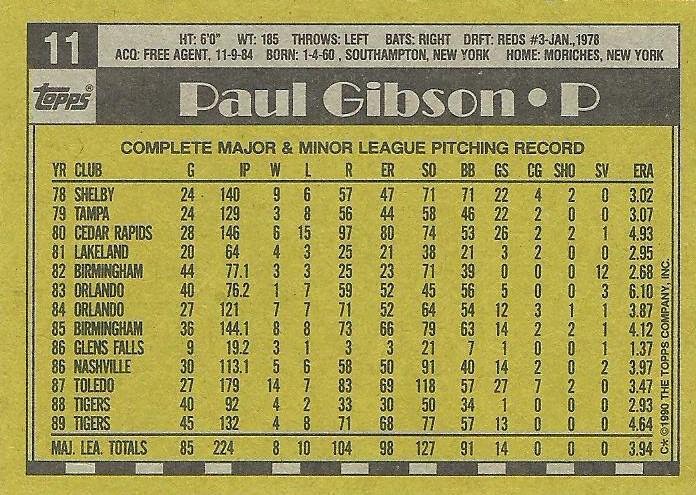 11
HT: 6'0" WT: 185 THROWS: LEFT BATS: RIGHT DRFT: REDS #3-JAN., 1978
ACQ: FREE AGENT, 11-9-84 BORN: 1-4-60 , SOUTHAMPTON, NEW YORK HOME: MORICHES, NEW YORK
TOPPS®
Paul Gibson • P
COMPLETE MAJOR & MINOR LEAGUE PITCHING RECORD
YR CLUB G IP W L R ER SO BB GS CG SHO SV ERA
78 SHELBY 24 140 9 6 57 47 71 71 22 4 2 0 3.02
79 TAMPA 24 129 3 8 56 44 58 46 22 2 0 0 3.07
80 CEDAR RAPIDS 28 146 6 15 97 80 74 53 26 2 2 1 4.93
81 LAKELAND 20 64 4 3 25 21 38 21 3 2 0 0 2.95
82 BIRMINGHAM 44 77.1 3 3 25 23 71 39 0 0 0 12 2.68
83 ORLANDO 40 76.2 1 7 59 52 45 56 5 0 0 3 6.10
84 ORLANDO 27 121 7 7 71 52 64 54 12 3 1 1 3.87
85 BIRMINGHAM 36 144.1 8 8 73 66 79 63 14 2 2 1 4.12
86 GLENS FALLS 9 19.2 3 1 3 3 21 7 1 0 0 1 1.37
86 NASHVILLE 30 113.1 5 6 58 50 91 40 14 2 0 2 3.97
87 TOLEDO 27 179 14 7 83 69 118 57 27 7 2 0 3.47
88 TIGERS 40 92 4 2 33 30 50 34 1 0 0 0 2.93
89 TIGERS 45 132 4 8 71 68 77 57 13 0 0 0 4.64
MAJ. LEA. TOTALS 85 224 8 10 104 98 127 91 14 0 0 0 3.94
C* ©1990 THE TOPPS COMPANY, INC.